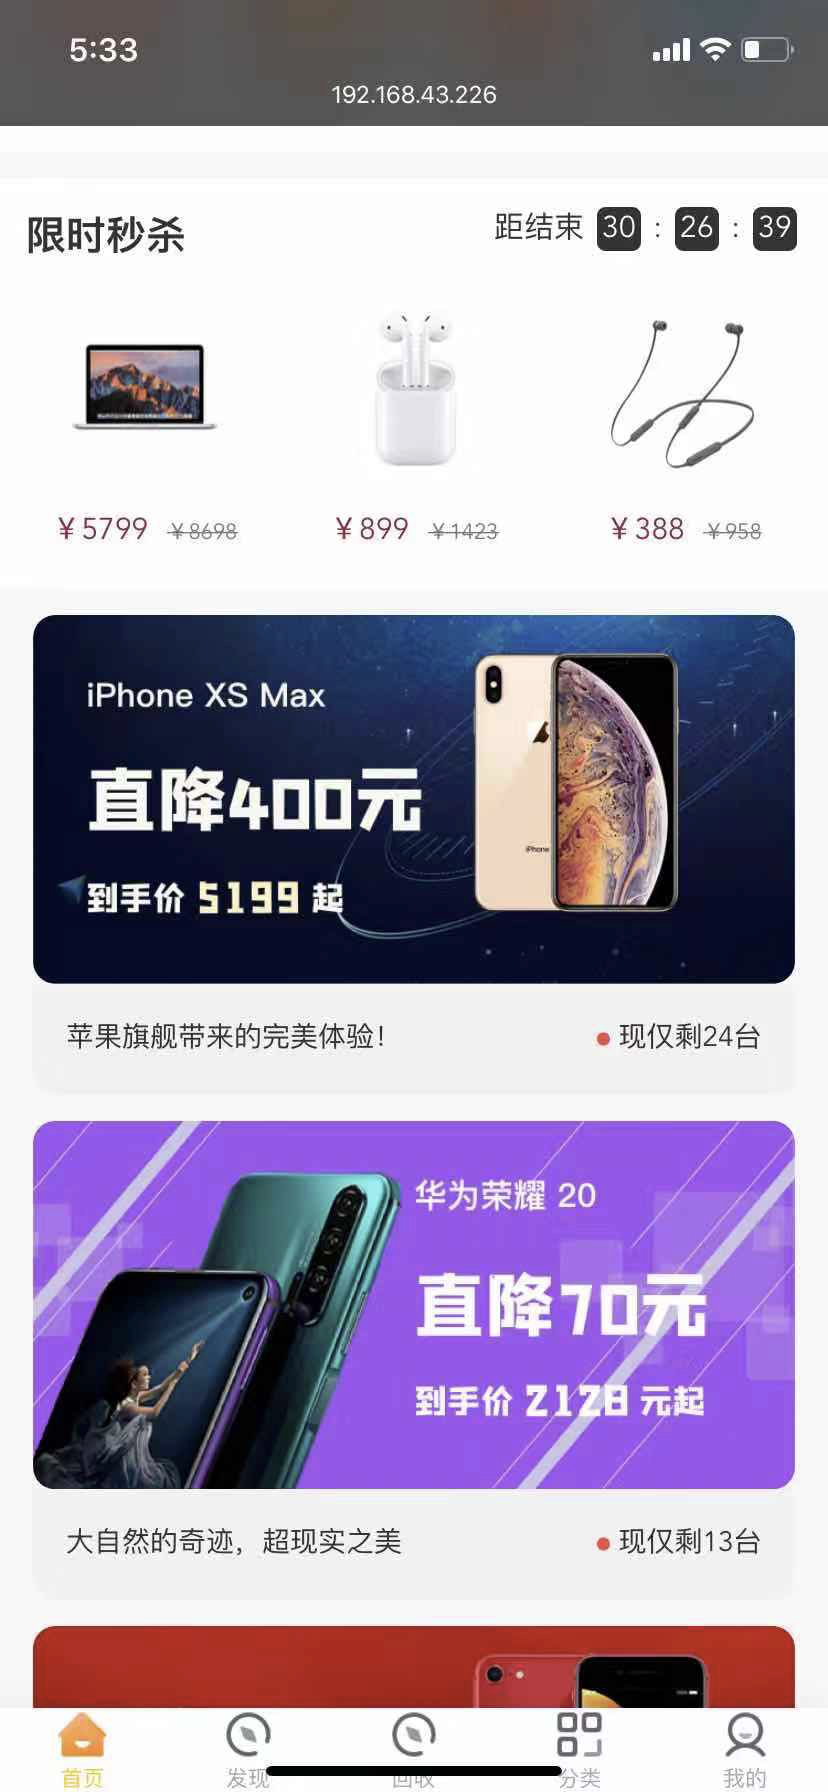 5:33
192.168.43.226
限时秒杀
距结束 30 : 26 : 39
¥5799 ¥8698
¥899 ¥1423
¥388 ¥958
iPhone XS Max
直降400元
到手价 5199 起
iPhone
苹果旗舰带来的完美体验!
现仅剩24台
华为荣耀 20
直降70元
到手价 2128 元起
大自然的奇迹，超现实之美
现仅剩13台
首页
发现
回收
分类
我的